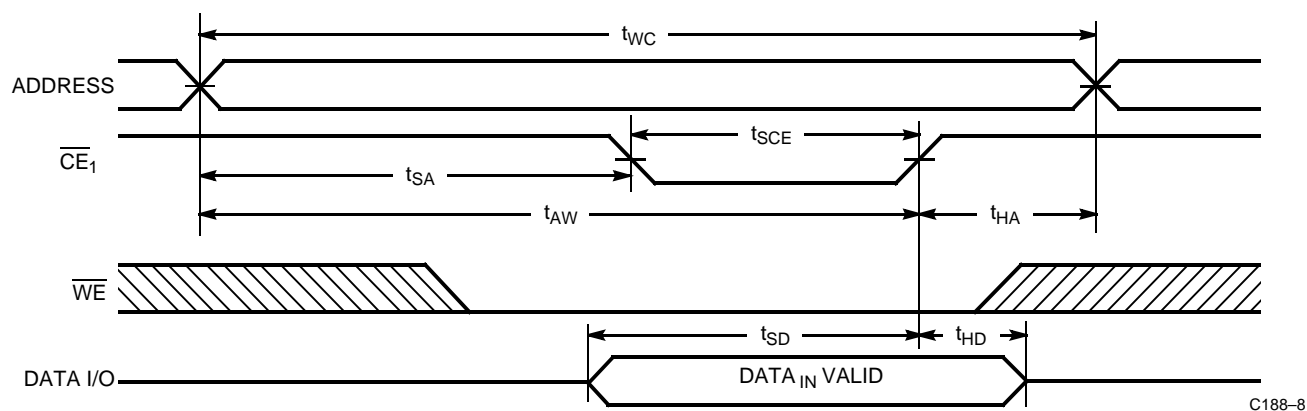 tWC
ADDRESS
tSCE
CE1
tSA
tAW
tHA
WE
tSD
tHD
DATA I/O
DATA IN VALID
C188–8